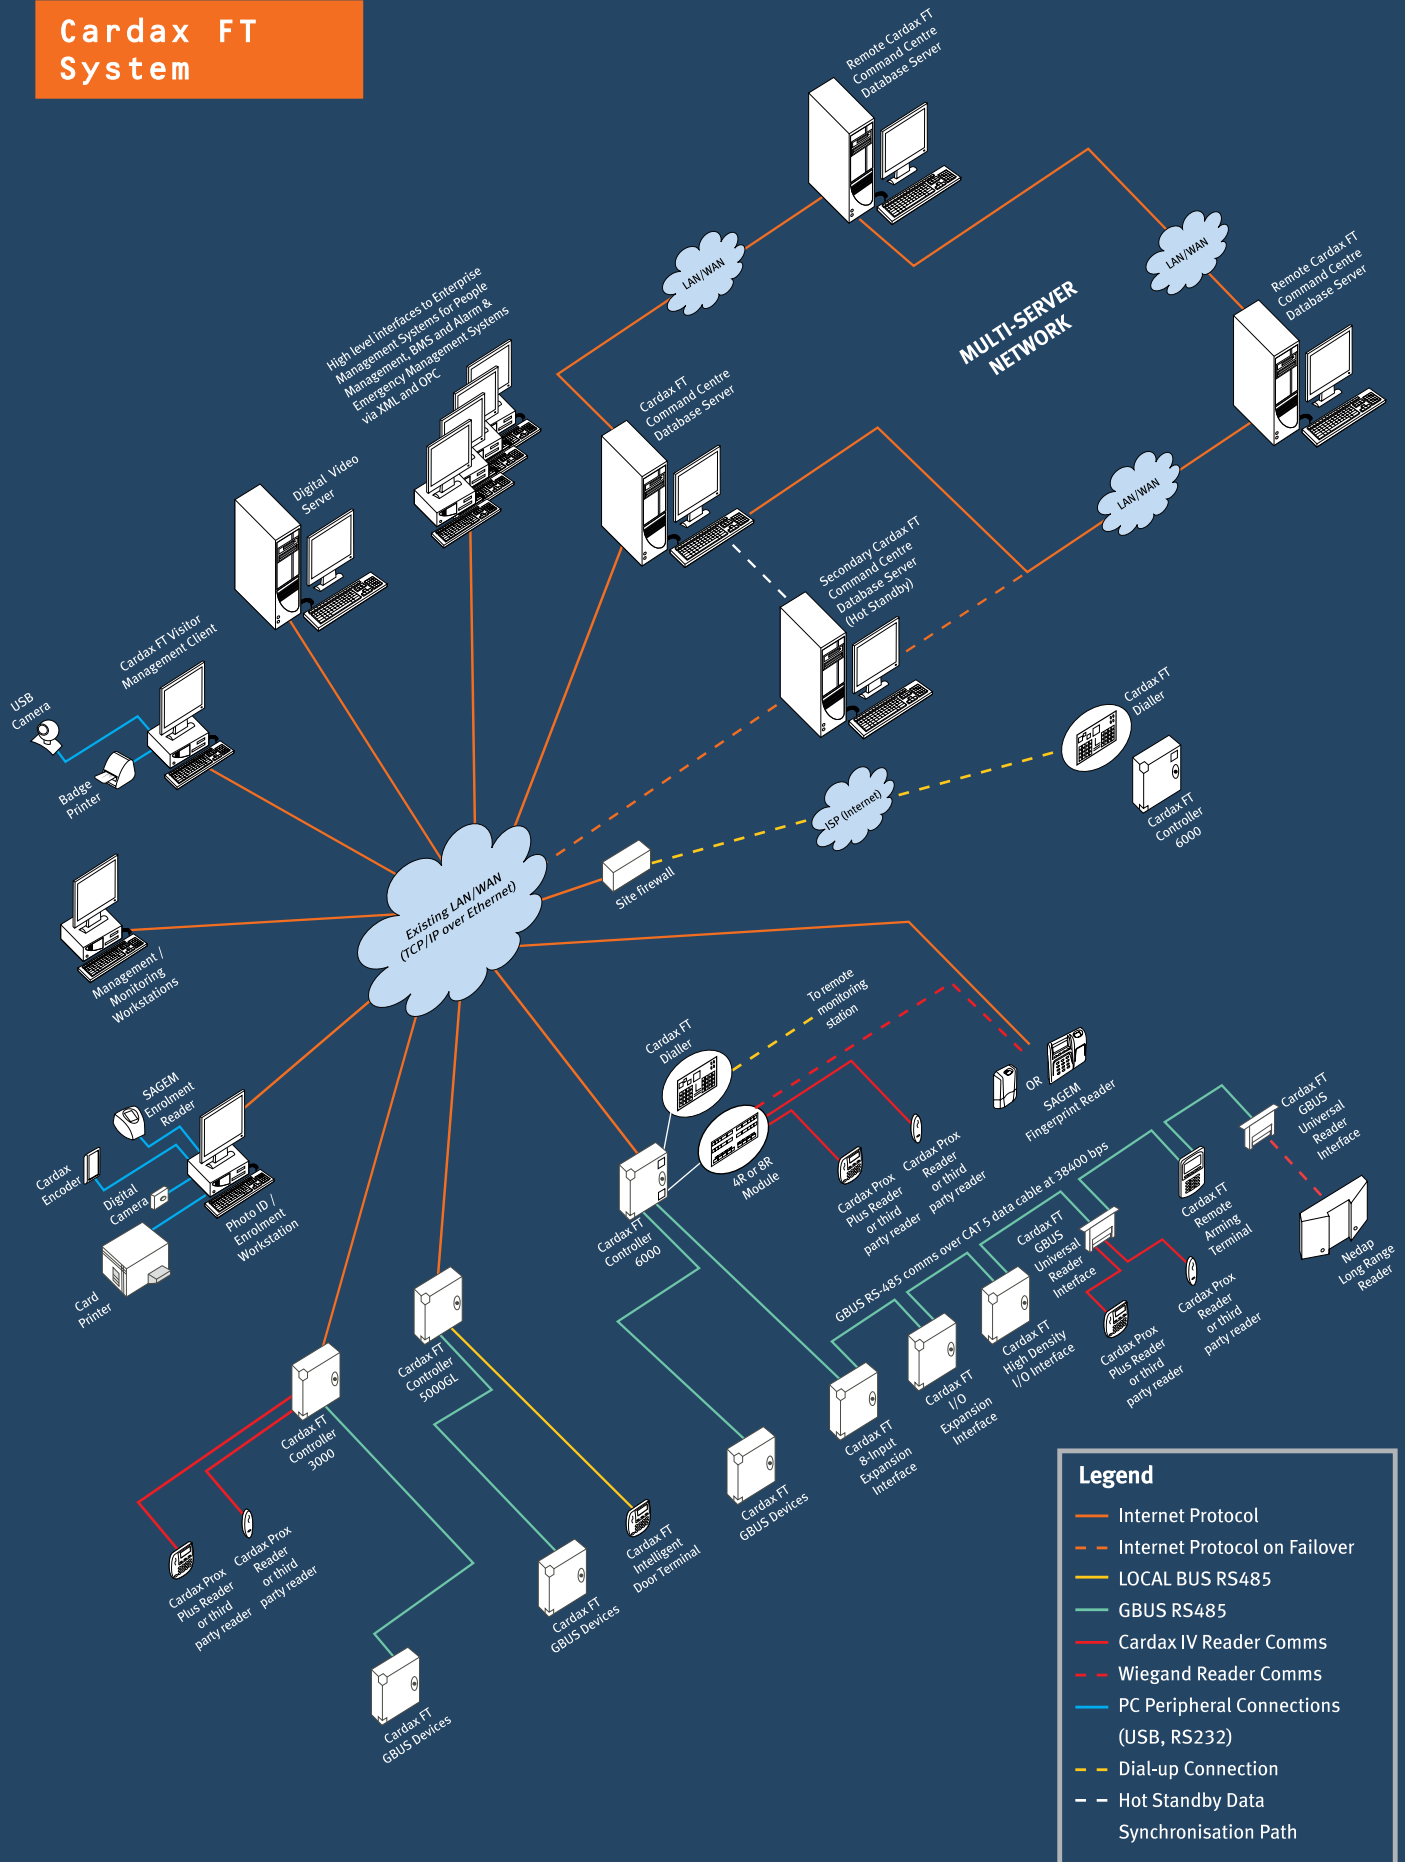 Cardax FT
System
Remote Cardax FT
Command Centre
Database Server
LAN/WAN
LAN/WAN
Remote Cardax FT
Command Centre
Database Server
MULTI-SERVER
NETWORK
High level interfaces to Enterprise
Management Systems for People
Management, BMS and Alarm &
Emergency Management Systems
via XML and OPC
Cardax FT
Command Centre
Database Server
Digital Video
Server
LAN/WAN
Secondary Cardax FT
Command Centre
Database Server
(Hot Standby)
Cardax FT Visitor
Management Client
USB
Camera
Badge
Printer
Cardax FT
Dialler
Cardax FT
Controller
6000
ISP (Internet)
Site firewall
Existing LAN/WAN
(TCP/IP over Ethernet)
Management /
Monitoring
Workstations
To remote
monitoring
station
Cardax FT
Dialler
4R or 8R
Module
OR
SAGEM
Fingerprint Reader
SAGEM
Enrolment
Reader
Cardax
Encoder
Digital
Camera
Photo ID /
Enrolment
Workstation
Card
Printer
Cardax Prox
Reader
or third
party reader
Cardax Prox
Plus Reader
or third
party reader
Cardax FT
Controller
6000
Cardax FT
GBUS
Universal
Reader
Interface
GBUS RS-485 comms over CAT 5 data cable at 38400 bps
Cardax FT
Remote
Arming
Terminal
Nedap
Long Range
Reader
Cardax FT
GBUS
Universal
Reader
Interface
Cardax Prox
Reader
or third
party reader
Cardax Prox
Plus Reader
or third
party reader
Cardax FT
High Density
I/O Interface
Cardax FT
I/O
Expansion
Interface
Cardax FT
8-Input
Expansion
Interface
Cardax FT
Controller
5000GL
Cardax FT
Controller
3000
Cardax FT
GBUS Devices
Cardax FT
Intelligent
Door Terminal
Cardax FT
GBUS Devices
Cardax Prox
Reader
or third
party reader
Cardax Prox
Plus Reader
or third
party reader
Cardax FT
GBUS Devices
Legend
Internet Protocol
Internet Protocol on Failover
LOCAL BUS RS485
GBUS RS485
Cardax IV Reader Comms
Wiegand Reader Comms
PC Peripheral Connections
(USB, RS232)
Dial-up Connection
Hot Standby Data
Synchronisation Path